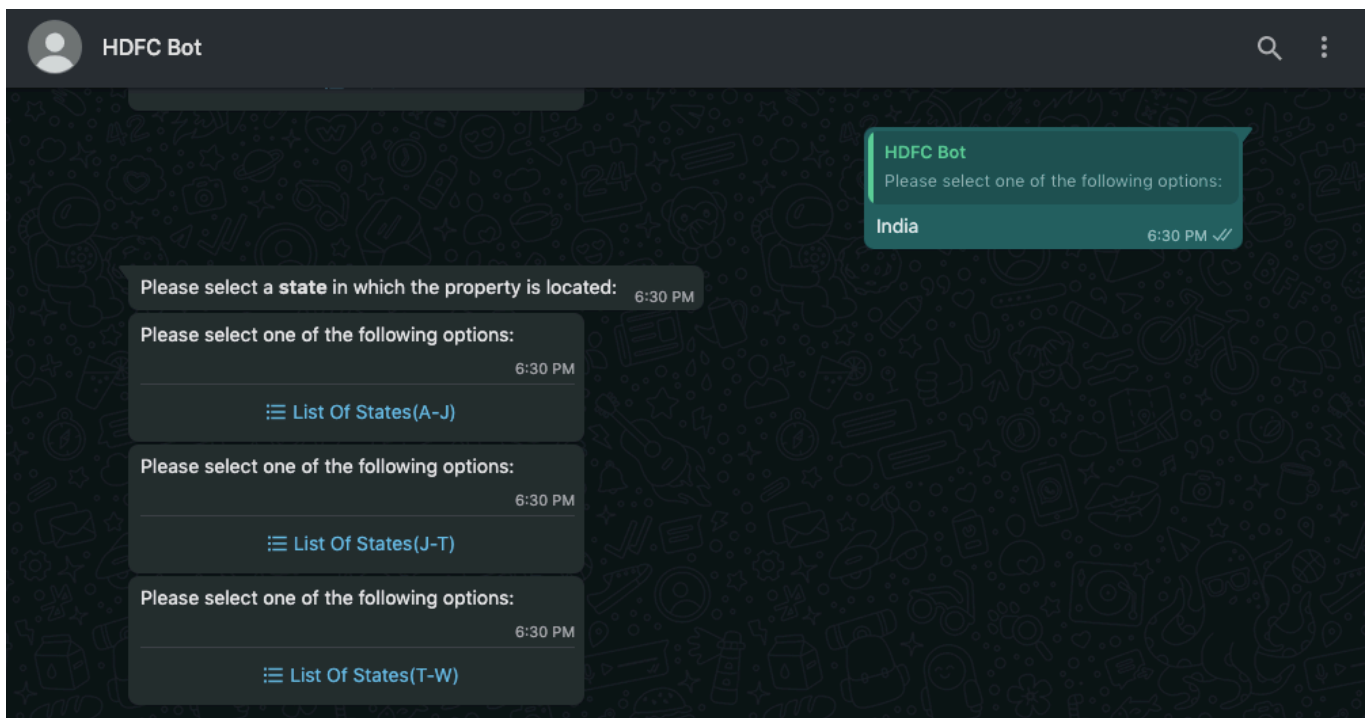 HDFC Bot
HDFC Bot
Please select one of the following options:
India
6:30 PM
Please select a state in which the property is located:
6:30 PM
Please select one of the following options:
6:30 PM
List Of States(A-J)
Please select one of the following options:
6:30 PM
List Of States(J-T)
Please select one of the following options:
6:30 PM
List Of States(T-W)